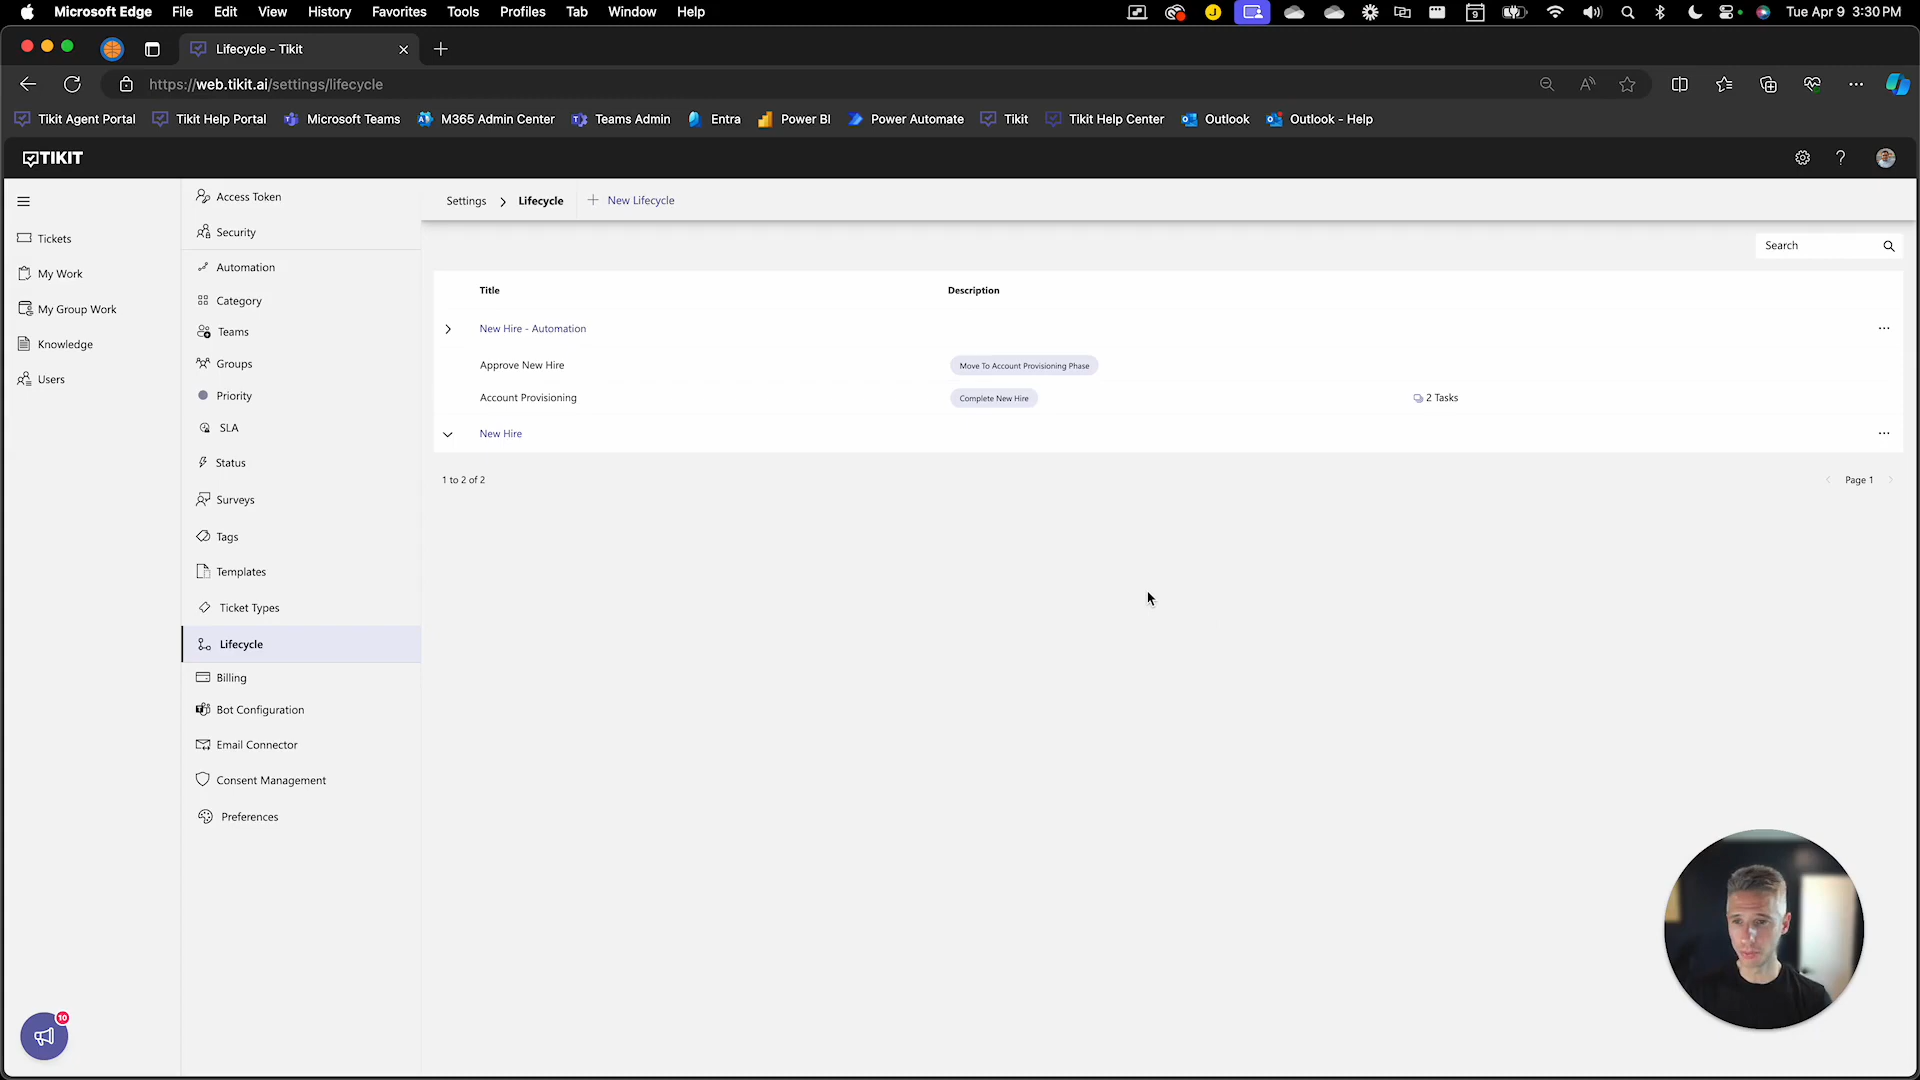 Microsoft Edge File Edit View History Favorites Tools Profiles Tab Window Help
J 9 Tue Apr 9 3:30 PM
Lifecycle - Tikit
https://web.tikit.ai/settings/lifecycle
Tikit Agent Portal Tikit Help Portal Microsoft Teams M365 Admin Center Teams Admin Entra Power BI Power Automate Tikit Tikit Help Center Outlook Outlook - Help
TIKIT
Tickets
My Work
My Group Work
Knowledge
Users
Access Token
Security
Automation
Category
Teams
Groups
Priority
SLA
Status
Surveys
Tags
Templates
Ticket Types
Lifecycle
Billing
Bot Configuration
Email Connector
Consent Management
Preferences
Settings > Lifecycle + New Lifecycle
Search
Title Description
New Hire - Automation
Approve New Hire Move To Account Provisioning Phase
Account Provisioning Complete New Hire 2 Tasks
New Hire
1 to 2 of 2 Page 1
10